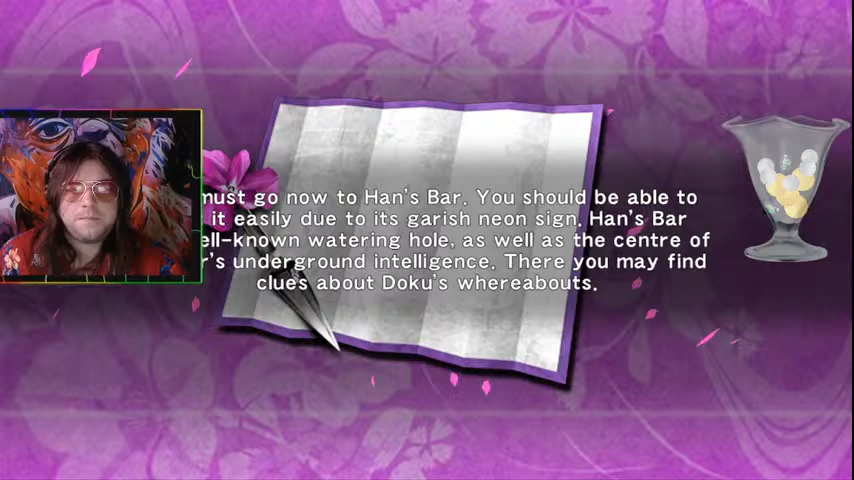 must go now to Han's Bar. You should be able to
it easily due to its garish neon sign. Han's Bar
well-known watering hole, as well as the centre of
underground intelligence. There you may find
clues about Doku's whereabouts.